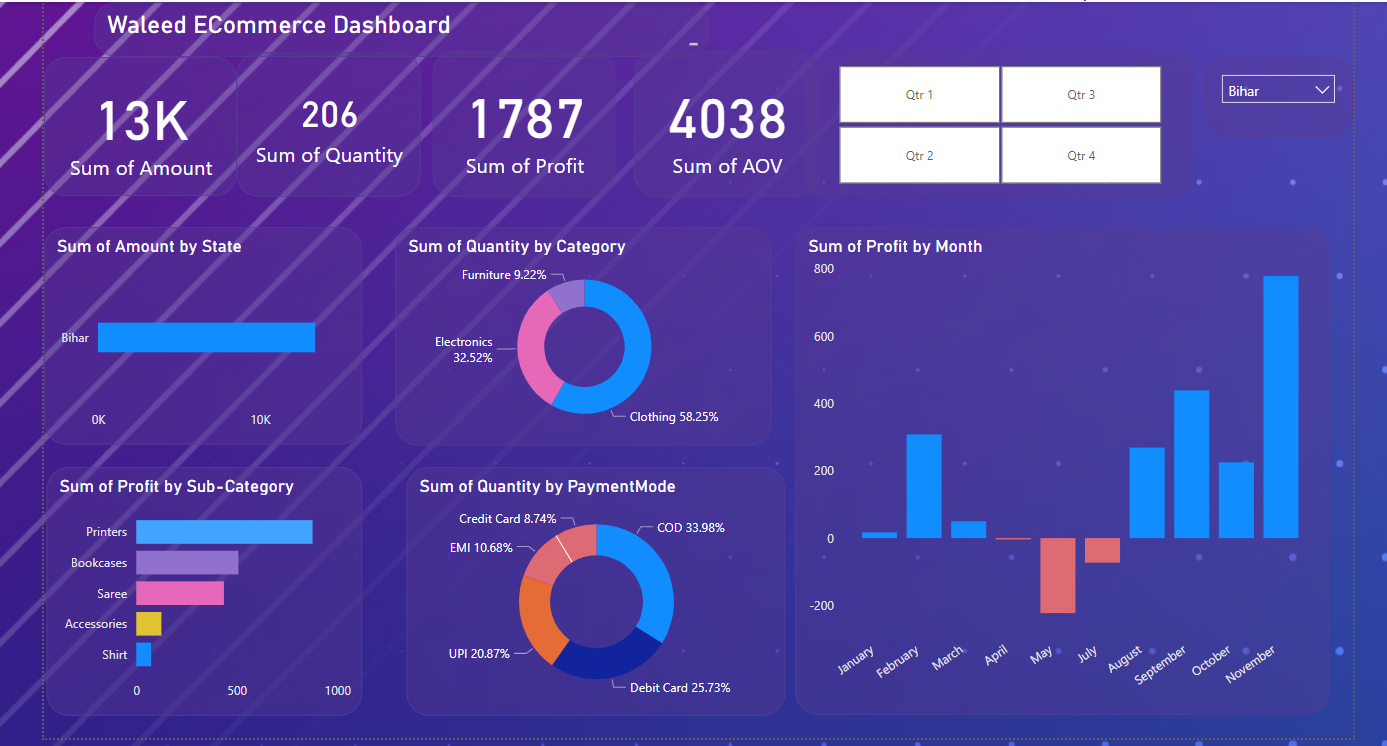 Waleed ECommerce Dashboard
13K
Sum of Amount
206
Sum of Quantity
1787
Sum of Profit
4038
Sum of AOV
Qtr 1
Qtr 3
Qtr 2
Qtr 4
Bihar
Sum of Amount by State
Bihar
0K
10K
Sum of Quantity by Category
Furniture 9.22%
Electronics
32.52%
Clothing 58.25%
Sum of Profit by Month
800
600
400
200
0
-200
January
February
March
April
May
July
August
September
October
November
Sum of Profit by Sub-Category
Printers
Bookcases
Saree
Accessories
Shirt
0
500
1000
Sum of Quantity by PaymentMode
Credit Card 8.74%
COD 33.98%
EMI 10.68%
UPI 20.87%
Debit Card 25.73%